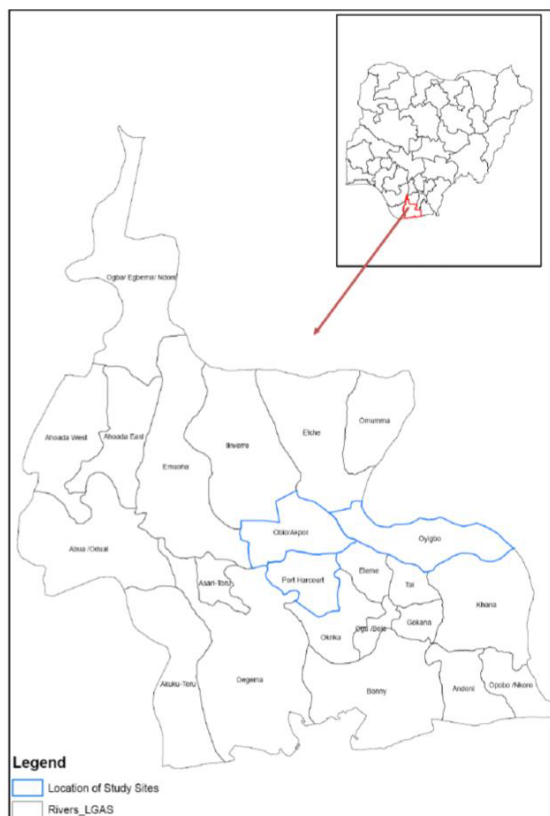 Ogba/ Egbema/ Ndoni
Ahoada West
Ahoada East
Emuoha
Ikwerre
Etche
Omumma
Abua /Odual
Obio/Akpor
Oyigbo
Asari-Toru
Port Harcourt
Eleme
Tai
Khana
Okrika
Ogu /Bolo
Gokana
Akuku-Toru
Degema
Bonny
Andoni
Opobo /Nkoro
Legend
Location of Study Sites
Rivers_LGAS